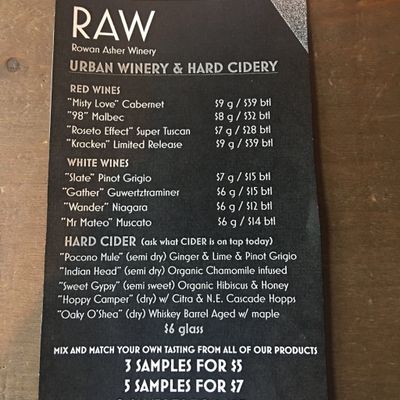 RAW
Rowan Asher Winery
URBAN WINERY & HARD CIDERY
RED WINES
"Misty Love" Cabernet $9 g / $39 btl
"98" Malbec $8 g / $32 btl
"Roseto Effect" Super Tuscan $7 g / $28 btl
"Kracken" Limited Release $9 g / $39 btl
WHITE WINES
"Slate" Pinot Grigio $7 g / $15 btl
"Gather" Guwertztraminer $6 g / $15 btl
"Wander" Niagara $6 g / $12 btl
"Mr Mateo" Muscato $6 g / $14 btl
HARD CIDER (ask what CIDER is on tap today)
"Pocono Mule" (semi dry) Ginger & Lime & Pinot Grigio
"Indian Head" (semi dry) Organic Chamomile infused
"Sweet Gypsy" (semi sweet) Organic Hibiscus & Honey
"Hoppy Camper" (dry) w/ Citra & N.E. Cascade Hopps
"Oaky O'Shea" (dry) Whiskey Barrel Aged w/ maple
$6 glass
MIX AND MATCH YOUR OWN TASTING FROM ALL OF OUR PRODUCTS
3 SAMPLES FOR $5
5 SAMPLES FOR $7